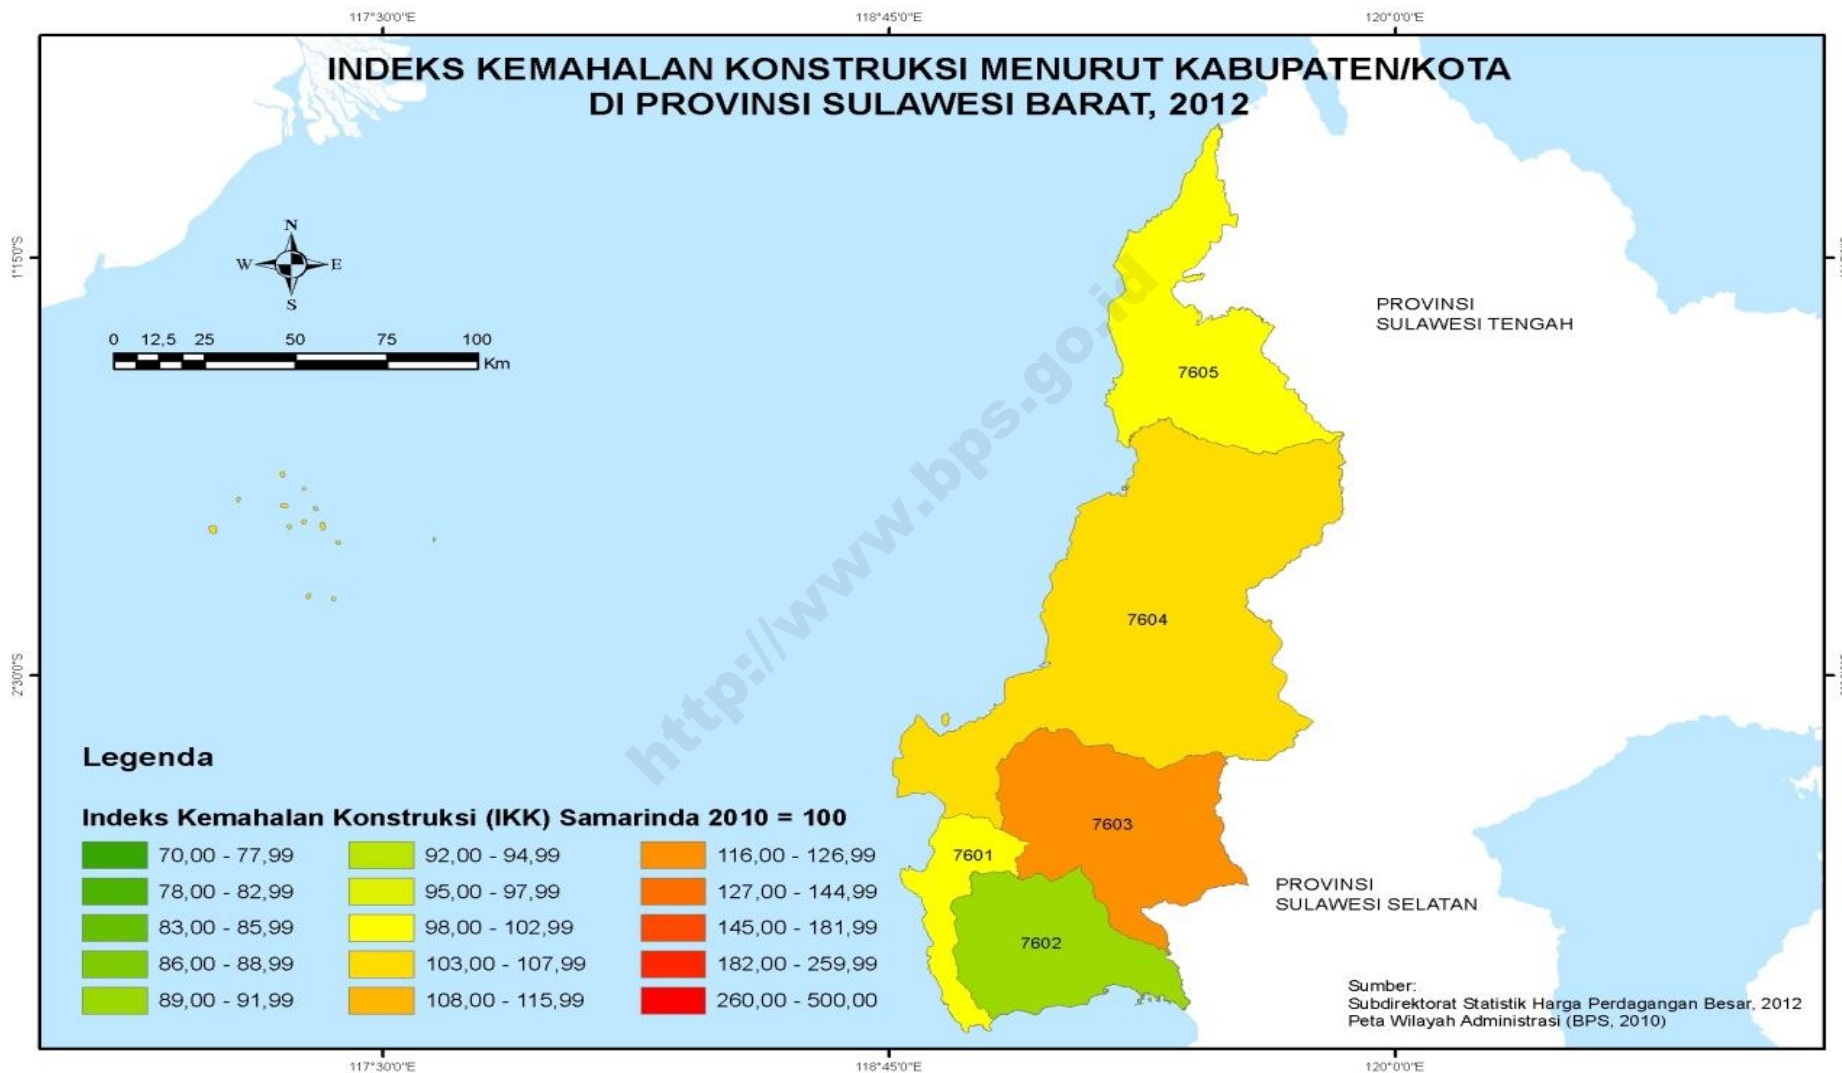 117°30'0"E
118°45'0"E
120°0'0"E
INDEKS KEMAHALAN KONSTRUKSI MENURUT KABUPATEN/KOTA
DI PROVINSI SULAWESI BARAT, 2012
1°15'0"S
N
W E
S
0 12,5 25 50 75 100
Km
PROVINSI
SULAWESI TENGAH
7605
http://www.bps.go.id
7604
2°30'0"S
7603
7601
7602
PROVINSI
SULAWESI SELATAN
Legenda
Indeks Kemahalan Konstruksi (IKK) Samarinda 2010 = 100
70,00 - 77,99
78,00 - 82,99
83,00 - 85,99
86,00 - 88,99
89,00 - 91,99
92,00 - 94,99
95,00 - 97,99
98,00 - 102,99
103,00 - 107,99
108,00 - 115,99
116,00 - 126,99
127,00 - 144,99
145,00 - 181,99
182,00 - 259,99
260,00 - 500,00
Sumber:
Subdirektorat Statistik Harga Perdagangan Besar, 2012
Peta Wilayah Administrasi (BPS, 2010)
117°30'0"E
118°45'0"E
120°0'0"E